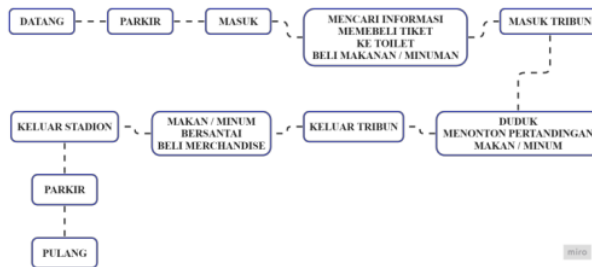 DATANG
PARKIR
MASUK
MENCARI INFORMASI
MEMEBELI TIKET
KE TOILET
BELI MAKANAN / MINUMAN
MASUK TRIBUN
DUDUK
MENONTON PERTANDINGAN
MAKAN / MINUM
KELUAR TRIBUN
MAKAN / MINUM
BERSANTAI
BELI MERCHANDISE
KELUAR STADION
PARKIR
PULANG
miro